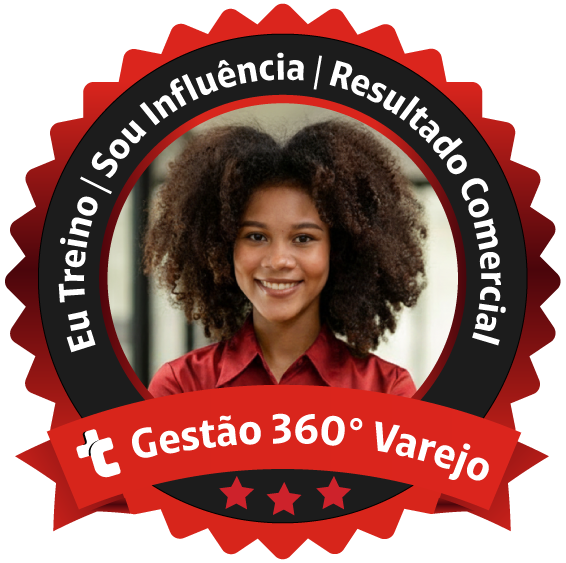 Eu Treino | Sou Influência | Resultado Comercial
Gestão 360° Varejo